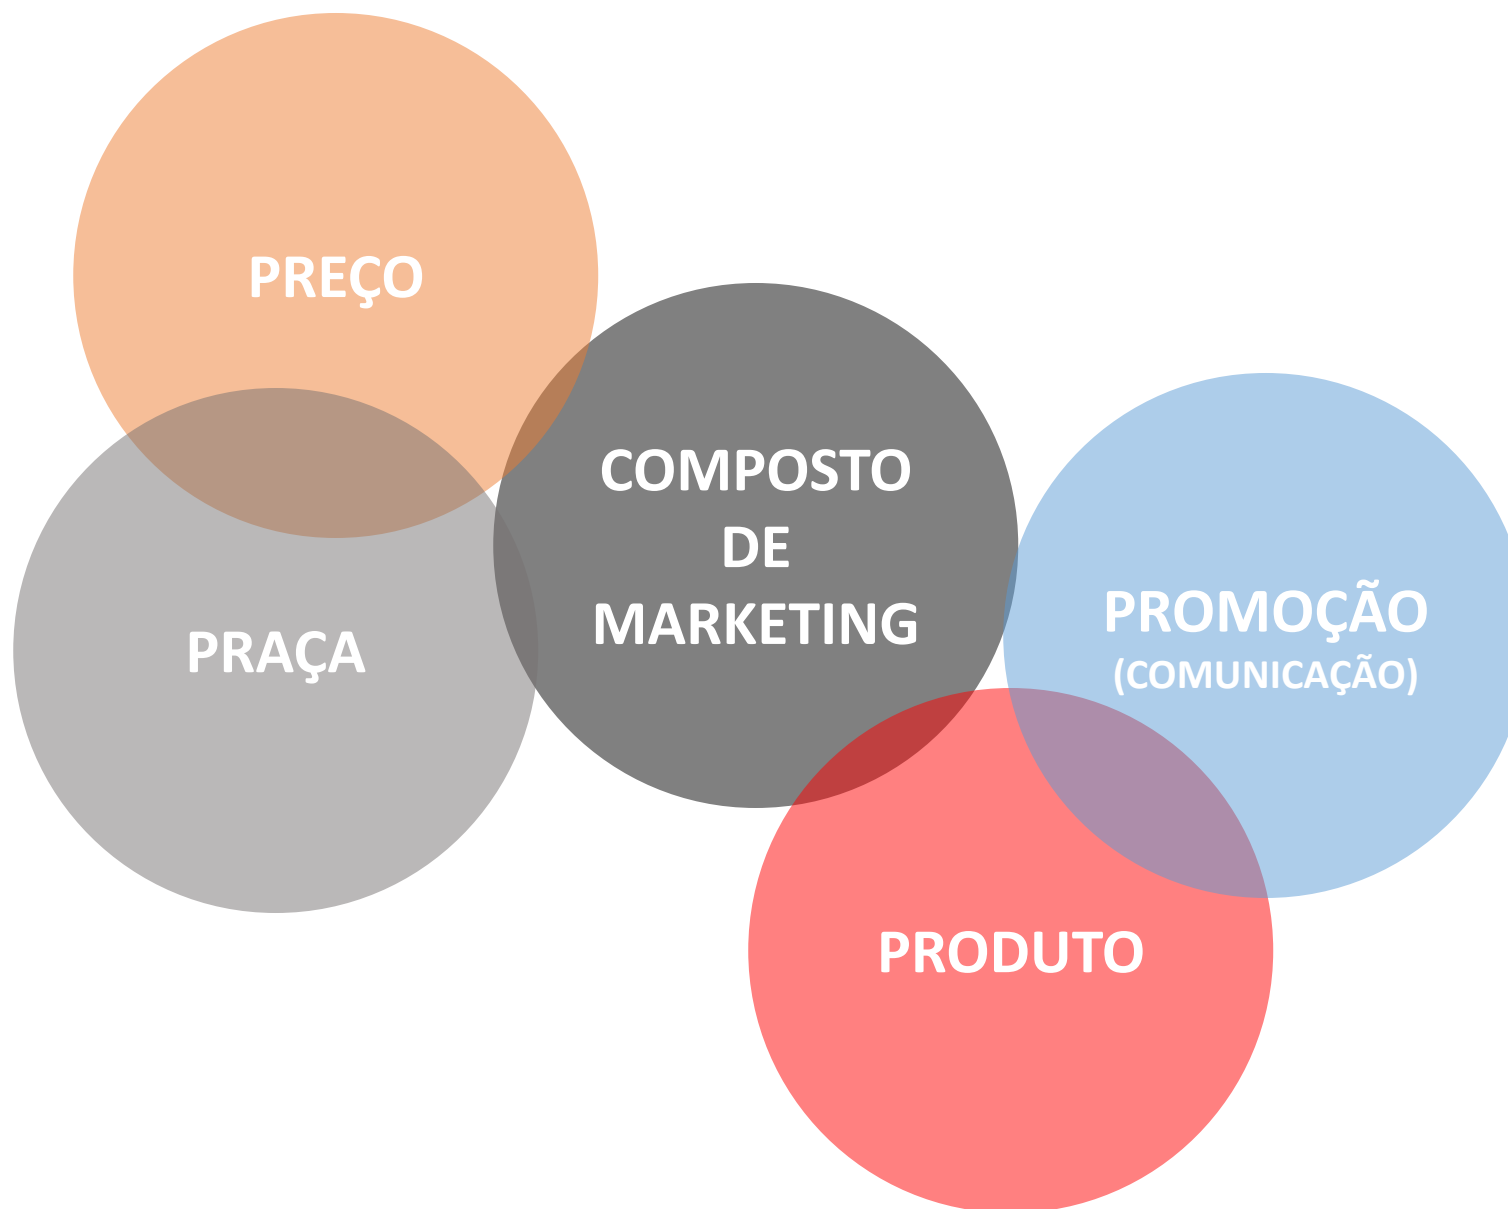 PREÇO
COMPOSTO
DE
MARKETING
PRAÇA
PROMOÇÃO
(COMUNICAÇÃO)
PRODUTO